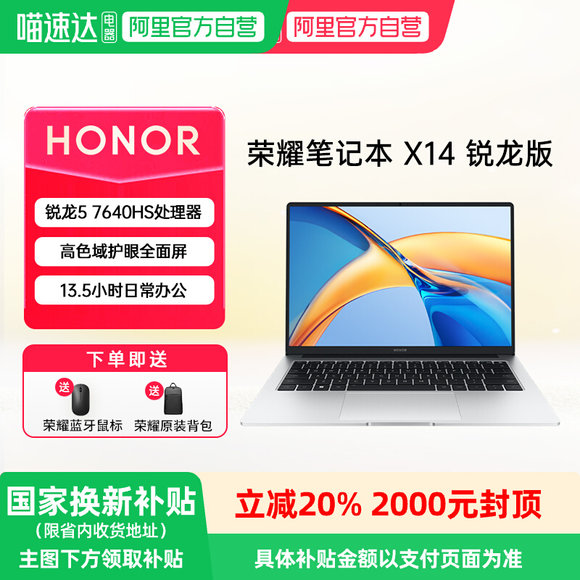 喵速达电器 阿里官方自营 阿里官方自营
HONOR
荣耀笔记本 X14 锐龙版
锐龙5 7640HS处理器
高色域护眼全面屏
13.5小时日常办公
HONOR
下单即送
送 送
荣耀蓝牙鼠标 荣耀原装背包
国家换新补贴
(限省内收货地址)
主图下方领取补贴
立减20% 2000元封顶
具体补贴金额以支付页面为准